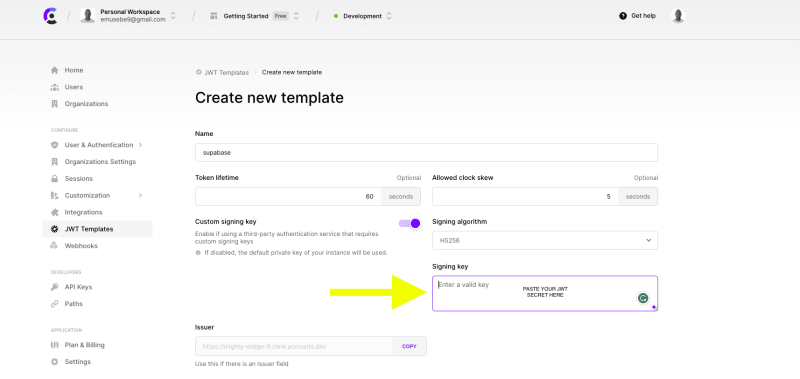 Personal Workspace
emusebe9@gmail.com
/
Getting Started Free
/
Development
Get help
Home
Users
Organizations
CONFIGURE
User & Authentication
Organizations Settings
Sessions
Customization
Integrations
JWT Templates
Webhooks
DEVELOPERS
API Keys
Paths
APPLICATION
Plan & Billing
Settings
JWT Templates / Create new template
Create new template
Name
supabase
Token lifetime Optional
60 seconds
Allowed clock skew Optional
5 seconds
Custom signing key
Enable if using a third-party authentication service that requires
custom signing keys
If disabled, the default private key of your instance will be used.
Signing algorithm
HS256
Signing key
Enter a valid key
PASTE YOUR JWT
SECRET HERE
Issuer
https://mighty-midge-8.clerk.accounts.dev COPY
Use this if there is an Issuer field